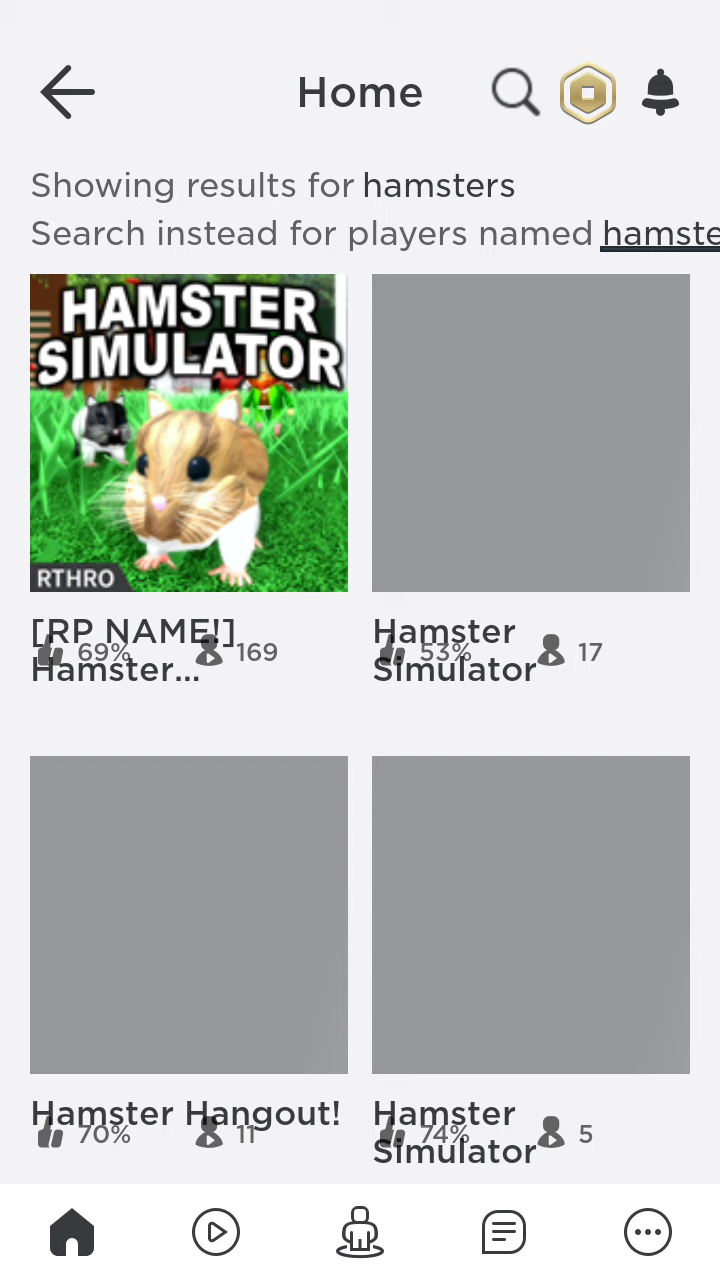 Home
Showing results for hamsters
Search instead for players named hamste
HAMSTER
SIMULATOR
RTHRO
[RP NAME!]
Hamster...
69% 169
Hamster
Simulator
53% 17
Hamster Hangout!
70% 11
Hamster
Simulator
74% 5